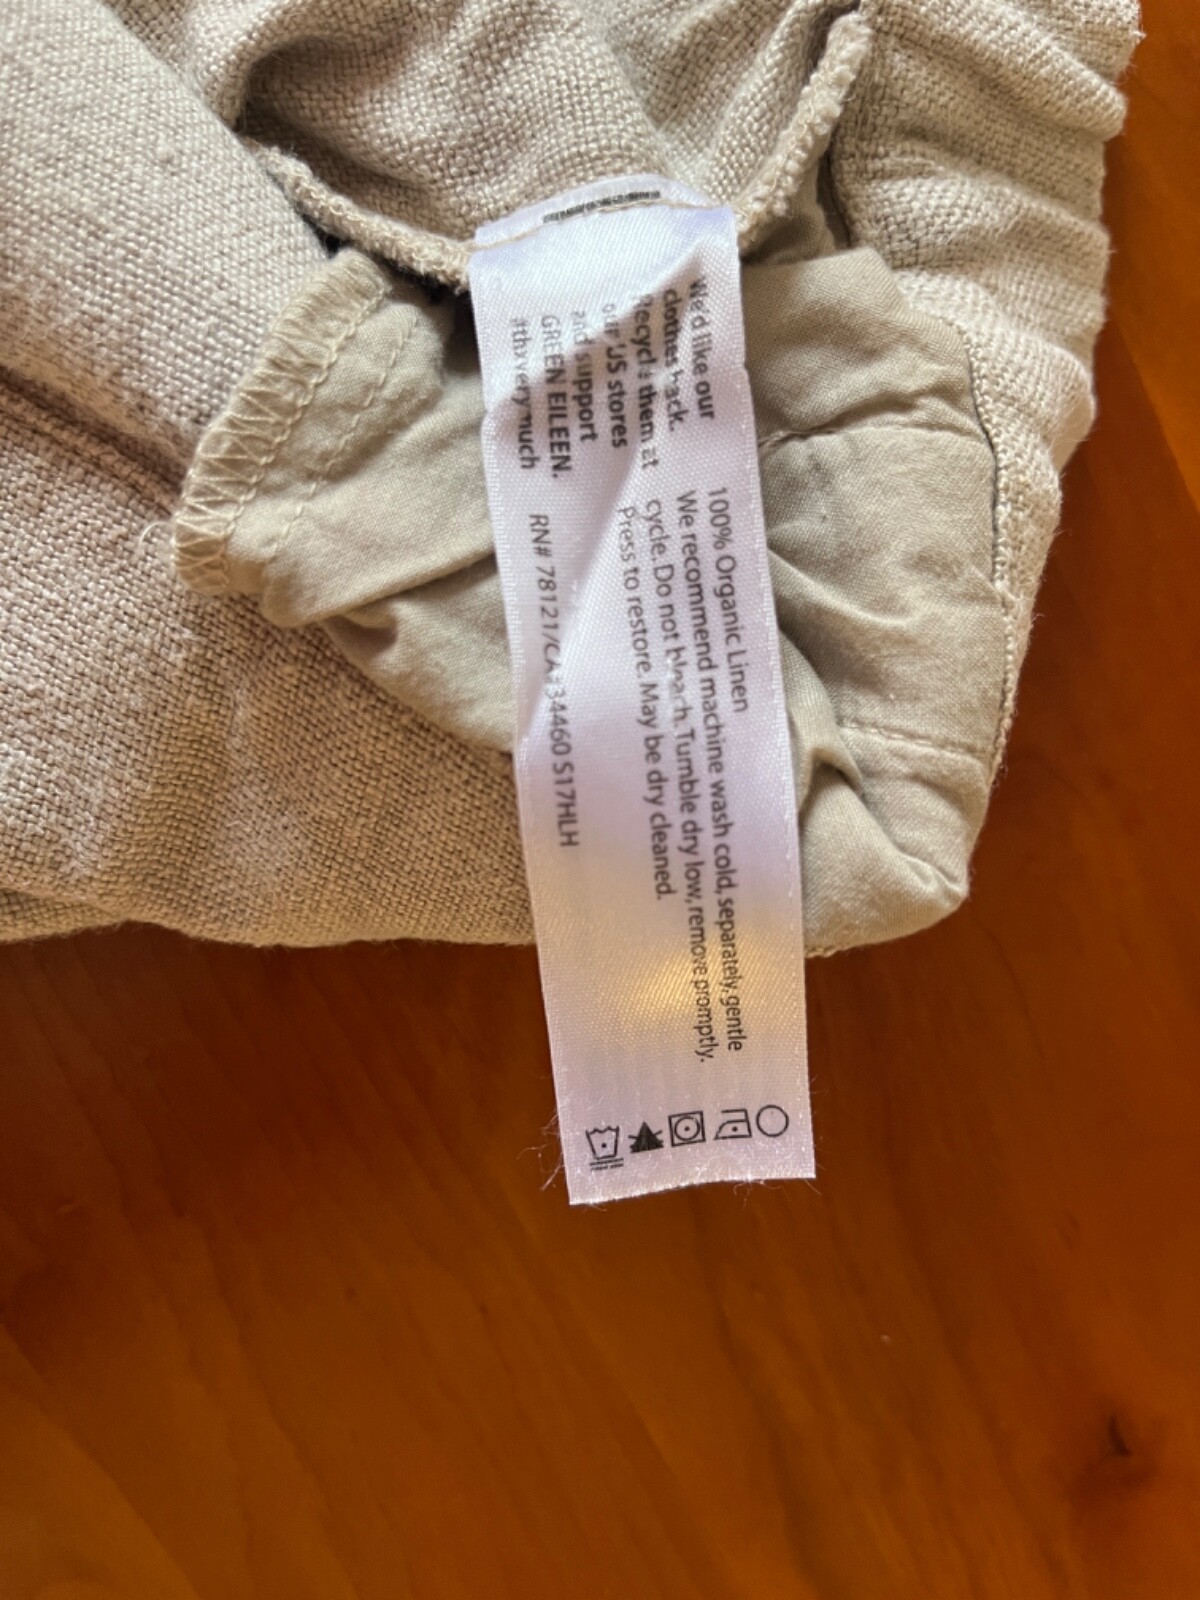 We'd like our
clothes back.
Recycle them at
our US stores
and support
GREEN EILEEN.
very much
100% Organic Linen
We recommend machine wash cold, separately, gentle
cycle. Do not bleach. Tumble dry low, remove promptly.
Press to restore. May be dry cleaned.
RN# 78121/CA#34460 S17HLH